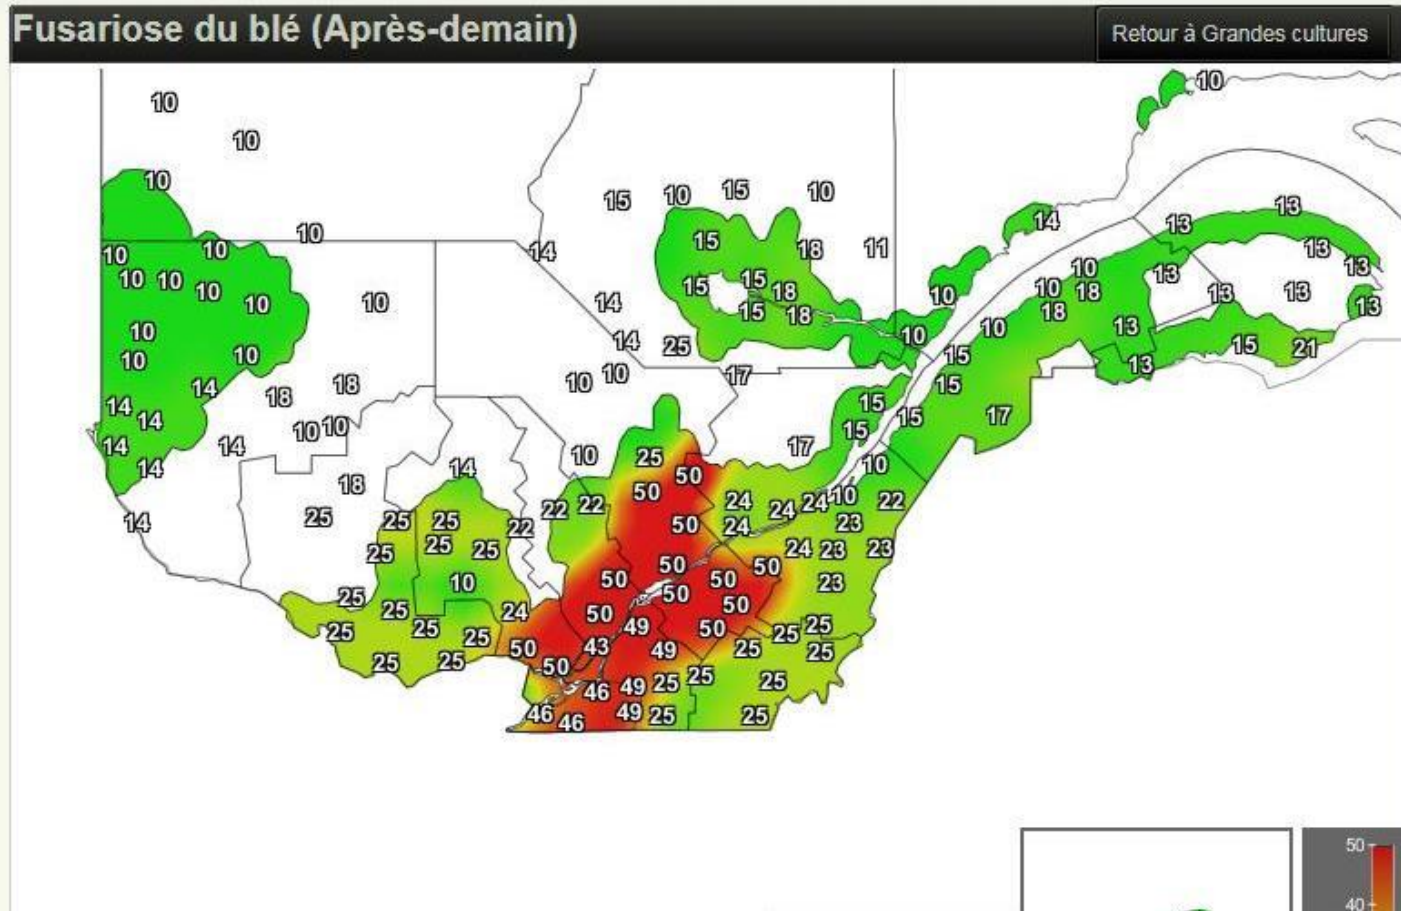 Fusariose du blé (Après-demain)
Retour à Grandes cultures
10
10
10
10
10
15 10 15 10
14
13 13
10 10
14 15 18 11
13 13
10 10 10 10
10
15 15 18
10 10 18 13 13 13
10 14 15 18
10 18 13
13
10 14 25
10 10 15
13 15 21
10 10 15
13
14 18 18 10 10 17
15
14 14 10 10
15 15 15 17
14 14 10 17
14 14 25 50 10
18 50 24 24 24 10 22
14 25 25 25 22 22 22 50 24 23
25 25 25 24 23 23
10 50 50 50 50 23
25 25 24 50 50 50
25 25 25 50 43 49 49 50 25 25 25
25 25 50 46 49 25 25 25
46 46 49 25 25
50
40